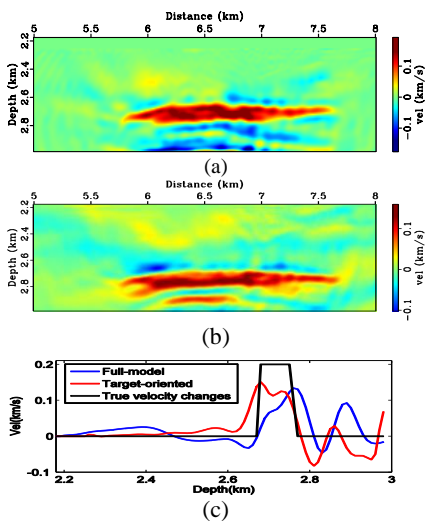 Distance (km)
5 5.5 6 6.5 7 7.5 8
Depth (km)
2.2 2.4 2.6 2.8
vel (km/s)
0.1 0 −0.1
(a)
Distance (km)
5 5.5 6 6.5 7 7.5 8
Depth (km)
2.2 2.4 2.6 2.8
vel (km/s)
0.1 0 −0.1
(b)
Vel(km/s)
0.2
0.1
0
-0.1
Full-model
Target-oriented
True velocity changes
2.2 2.4 2.6 2.8 3
Depth(km)
(c)